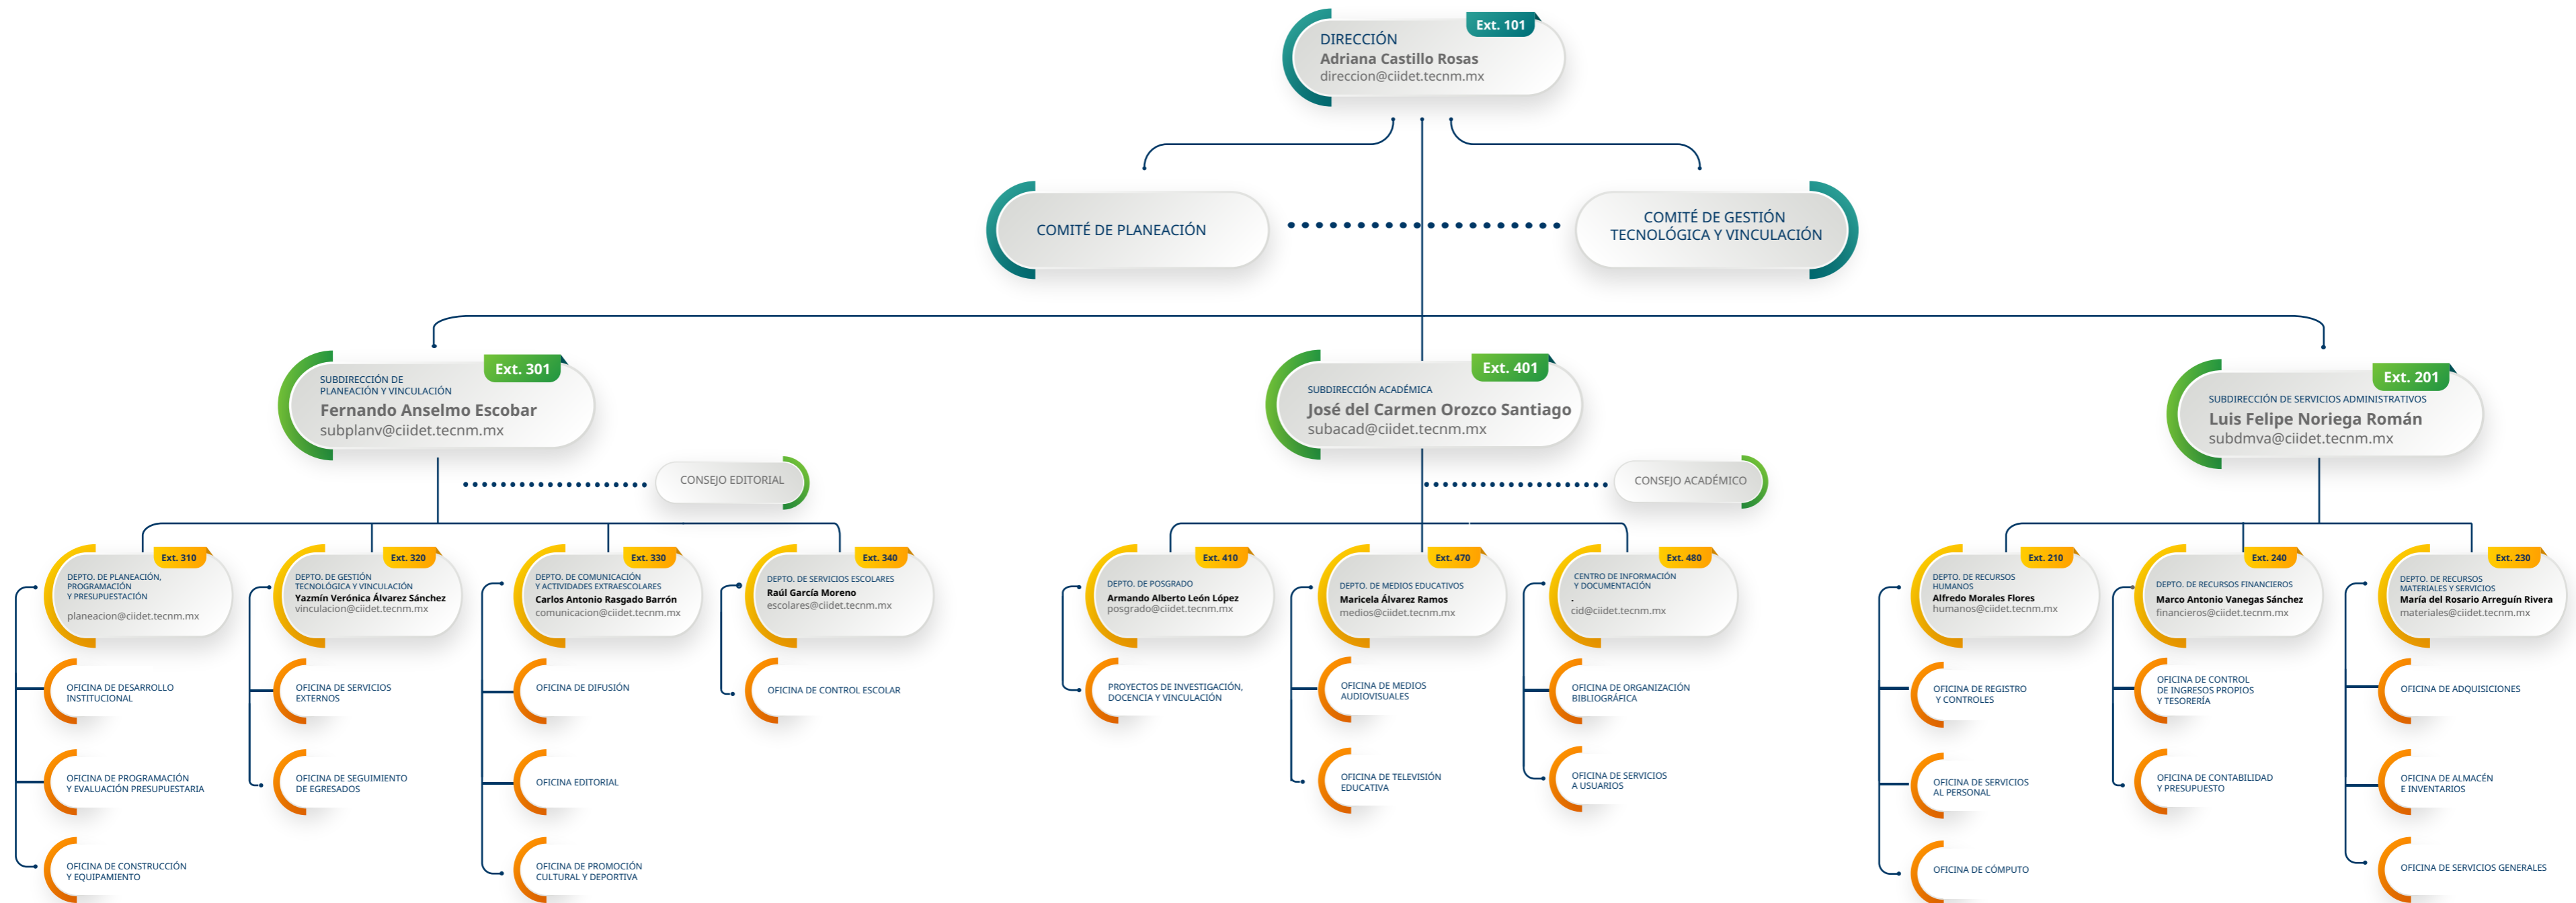 Ext. 101
DIRECCIÓN
Adriana Castillo Rosas
direccion@ciidet.tecnm.mx
COMITÉ DE PLANEACIÓN
COMITÉ DE GESTIÓN
TECNOLÓGICA Y VINCULACIÓN
Ext. 301
SUBDIRECCIÓN DE
PLANEACIÓN Y VINCULACIÓN
Fernando Anselmo Escobar
subplanv@ciidet.tecnm.mx
Ext. 401
SUBDIRECCIÓN ACADÉMICA
José del Carmen Orozco Santiago
subacad@ciidet.tecnm.mx
Ext. 201
SUBDIRECCIÓN DE SERVICIOS ADMINISTRATIVOS
Luis Felipe Noriega Román
subdmva@ciidet.tecnm.mx
CONSEJO EDITORIAL
CONSEJO ACADÉMICO
Ext. 310
DEPTO. DE PLANEACIÓN,
PROGRAMACIÓN
Y PRESUPUESTACIÓN
planeacion@ciidet.tecnm.mx
Ext. 320
DEPTO. DE GESTIÓN
TECNOLÓGICA Y VINCULACIÓN
Yazmín Verónica Álvarez Sánchez
vinculacion@ciidet.tecnm.mx
Ext. 330
DEPTO. DE COMUNICACIÓN
Y ACTIVIDADES EXTRAESCOLARES
Carlos Antonio Rasgado Barrón
comunicacion@ciidet.tecnm.mx
Ext. 340
DEPTO. DE SERVICIOS ESCOLARES
Raúl García Moreno
escolares@ciidet.tecnm.mx
Ext. 410
DEPTO. DE POSGRADO
Armando Alberto León López
posgrado@ciidet.tecnm.mx
Ext. 470
DEPTO. DE MEDIOS EDUCATIVOS
Maricela Álvarez Ramos
medios@ciidet.tecnm.mx
Ext. 480
CENTRO DE INFORMACIÓN
Y DOCUMENTACIÓN
.
cid@ciidet.tecnm.mx
Ext. 210
DEPTO. DE RECURSOS
HUMANOS
Alfredo Morales Flores
humanos@ciidet.tecnm.mx
Ext. 240
DEPTO. DE RECURSOS FINANCIEROS
Marco Antonio Vanegas Sánchez
financieros@ciidet.tecnm.mx
Ext. 230
DEPTO. DE RECURSOS
MATERIALES Y SERVICIOS
María del Rosario Arreguín Rivera
materiales@ciidet.tecnm.mx
OFICINA DE DESARROLLO
INSTITUCIONAL
OFICINA DE PROGRAMACIÓN
Y EVALUACIÓN PRESUPUESTARIA
OFICINA DE CONSTRUCCIÓN
Y EQUIPAMIENTO
OFICINA DE SERVICIOS
EXTERNOS
OFICINA DE SEGUIMIENTO
DE EGRESADOS
OFICINA DE DIFUSIÓN
OFICINA EDITORIAL
OFICINA DE PROMOCIÓN
CULTURAL Y DEPORTIVA
OFICINA DE CONTROL ESCOLAR
PROYECTOS DE INVESTIGACIÓN,
DOCENCIA Y VINCULACIÓN
OFICINA DE MEDIOS
AUDIOVISUALES
OFICINA DE TELEVISIÓN
EDUCATIVA
OFICINA DE ORGANIZACIÓN
BIBLIOGRÁFICA
OFICINA DE SERVICIOS
A USUARIOS
OFICINA DE REGISTRO
Y CONTROLES
OFICINA DE SERVICIOS
AL PERSONAL
OFICINA DE CÓMPUTO
OFICINA DE CONTROL
DE INGRESOS PROPIOS
Y TESORERÍA
OFICINA DE CONTABILIDAD
Y PRESUPUESTO
OFICINA DE ADQUISICIONES
OFICINA DE ALMACÉN
E INVENTARIOS
OFICINA DE SERVICIOS GENERALES